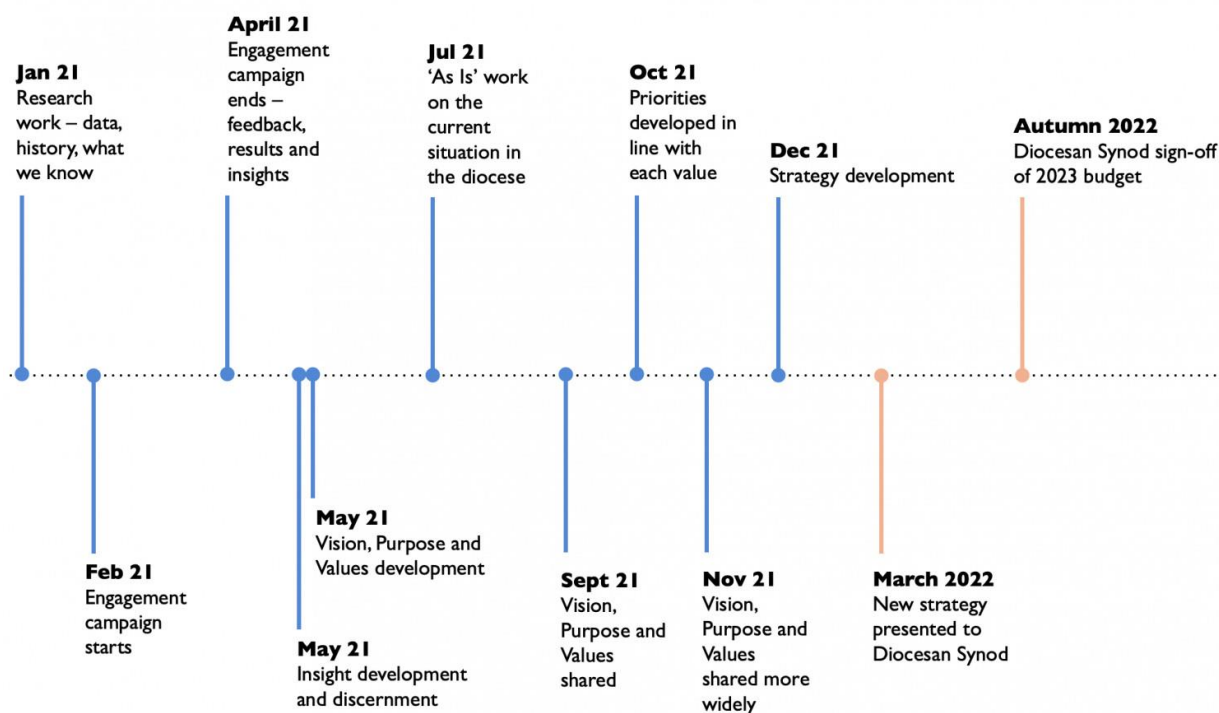 Jan 21
Research
work – data,
history, what
we know
Feb 21
Engagement
campaign
starts
April 21
Engagement
campaign
ends –
feedback,
results and
insights
May 21
Insight development
and discernment
May 21
Vision, Purpose and
Values development
Jul 21
‘As Is’ work
on the
current
situation in
the diocese
Sept 21
Vision,
Purpose and
Values
shared
Oct 21
Priorities
developed in
line with
each value
Nov 21
Vision,
Purpose and
Values
shared more
widely
Dec 21
Strategy development
March 2022
New strategy
presented to
Diocesan Synod
Autumn 2022
Diocesan Synod sign-off
of 2023 budget